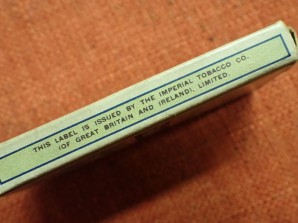 THIS LABEL IS ISSUED BY THE IMPERIAL TOBACCO CO.
(OF GREAT BRITAIN AND IRELAND), LIMITED.